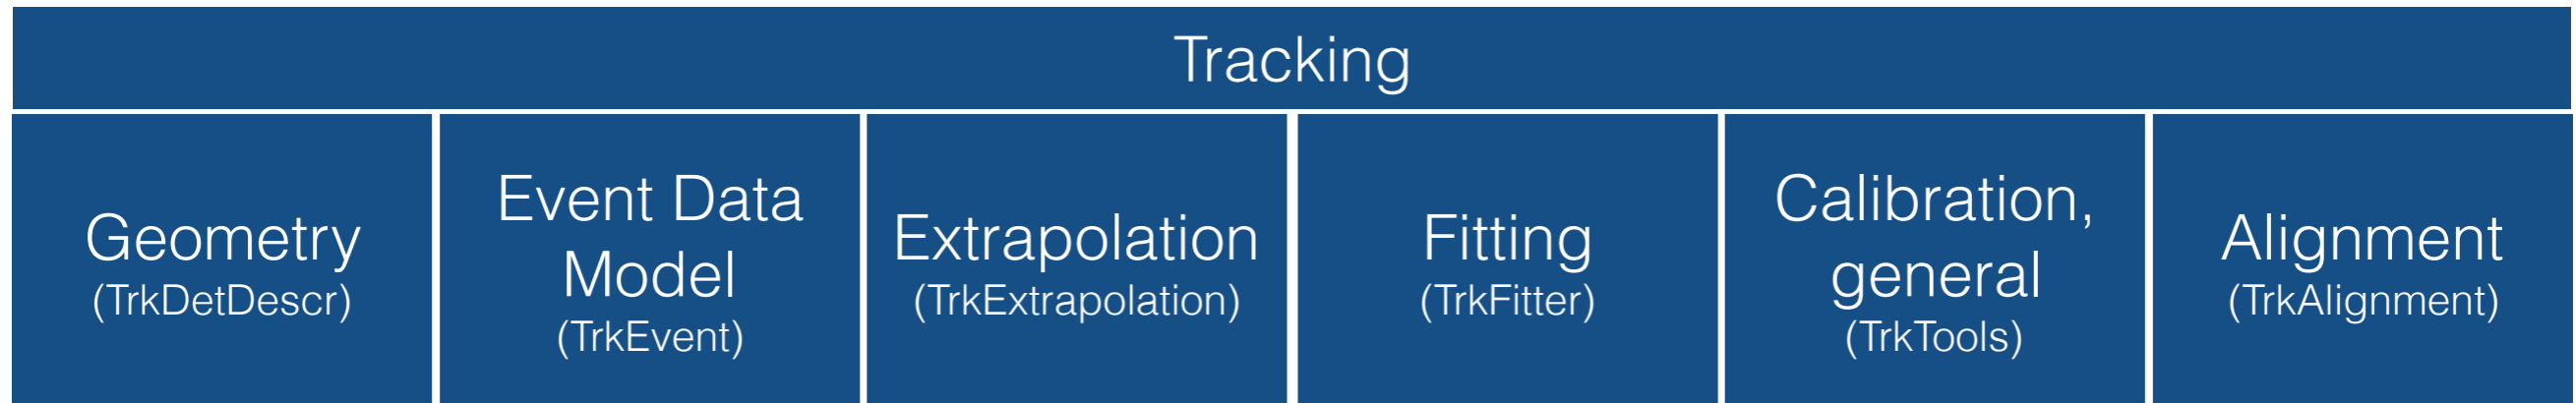 Tracking
Geometry
(TrkDetDescr)
Event Data
Model
(TrkEvent)
Extrapolation
(TrkExtrapolation)
Fitting
(TrkFitter)
Calibration,
general
(TrkTools)
Alignment
(TrkAlignment)